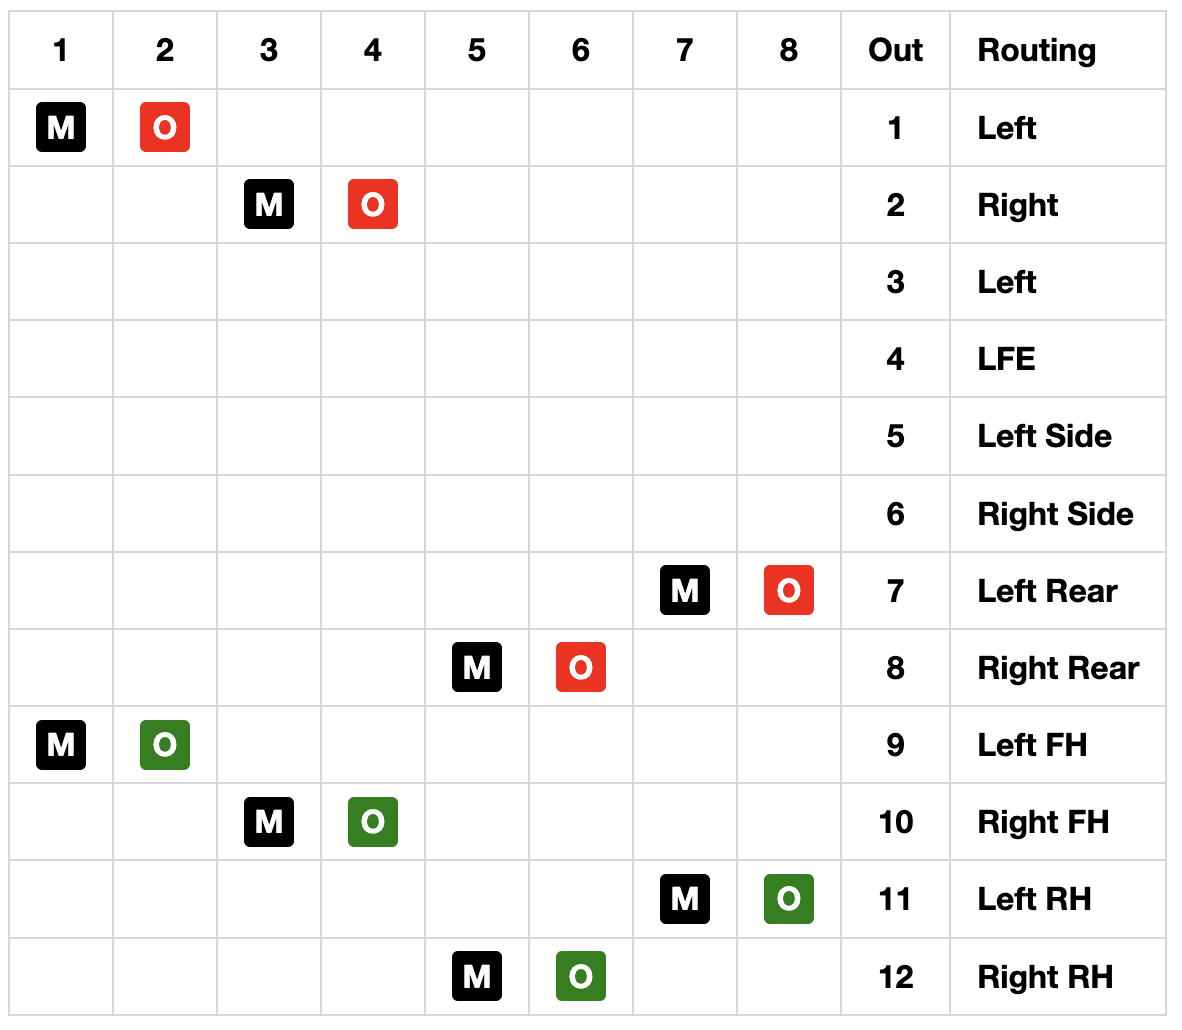 1 2 3 4 5 6 7 8 Out Routing
M O 1 Left
M O 2 Right
3 Left
4 LFE
5 Left Side
6 Right Side
M O 7 Left Rear
M O 8 Right Rear
M O 9 Left FH
M O 10 Right FH
M O 11 Left RH
M O 12 Right RH